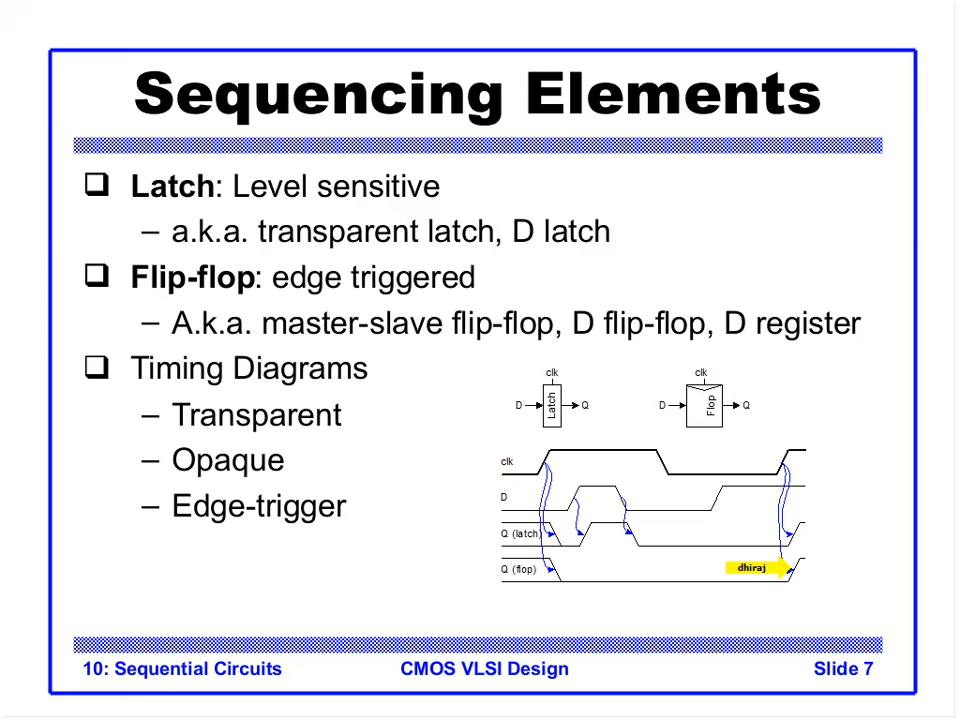 Sequencing Elements
Latch: Level sensitive
– a.k.a. transparent latch, D latch
Flip-flop: edge triggered
– A.k.a. master-slave flip-flop, D flip-flop, D register
Timing Diagrams
– Transparent
– Opaque
– Edge-trigger
clk
D Latch Q
clk
D Flop Q
clk
D
Q (latch)
Q (flop)
dhiraj
10: Sequential Circuits CMOS VLSI Design Slide 7